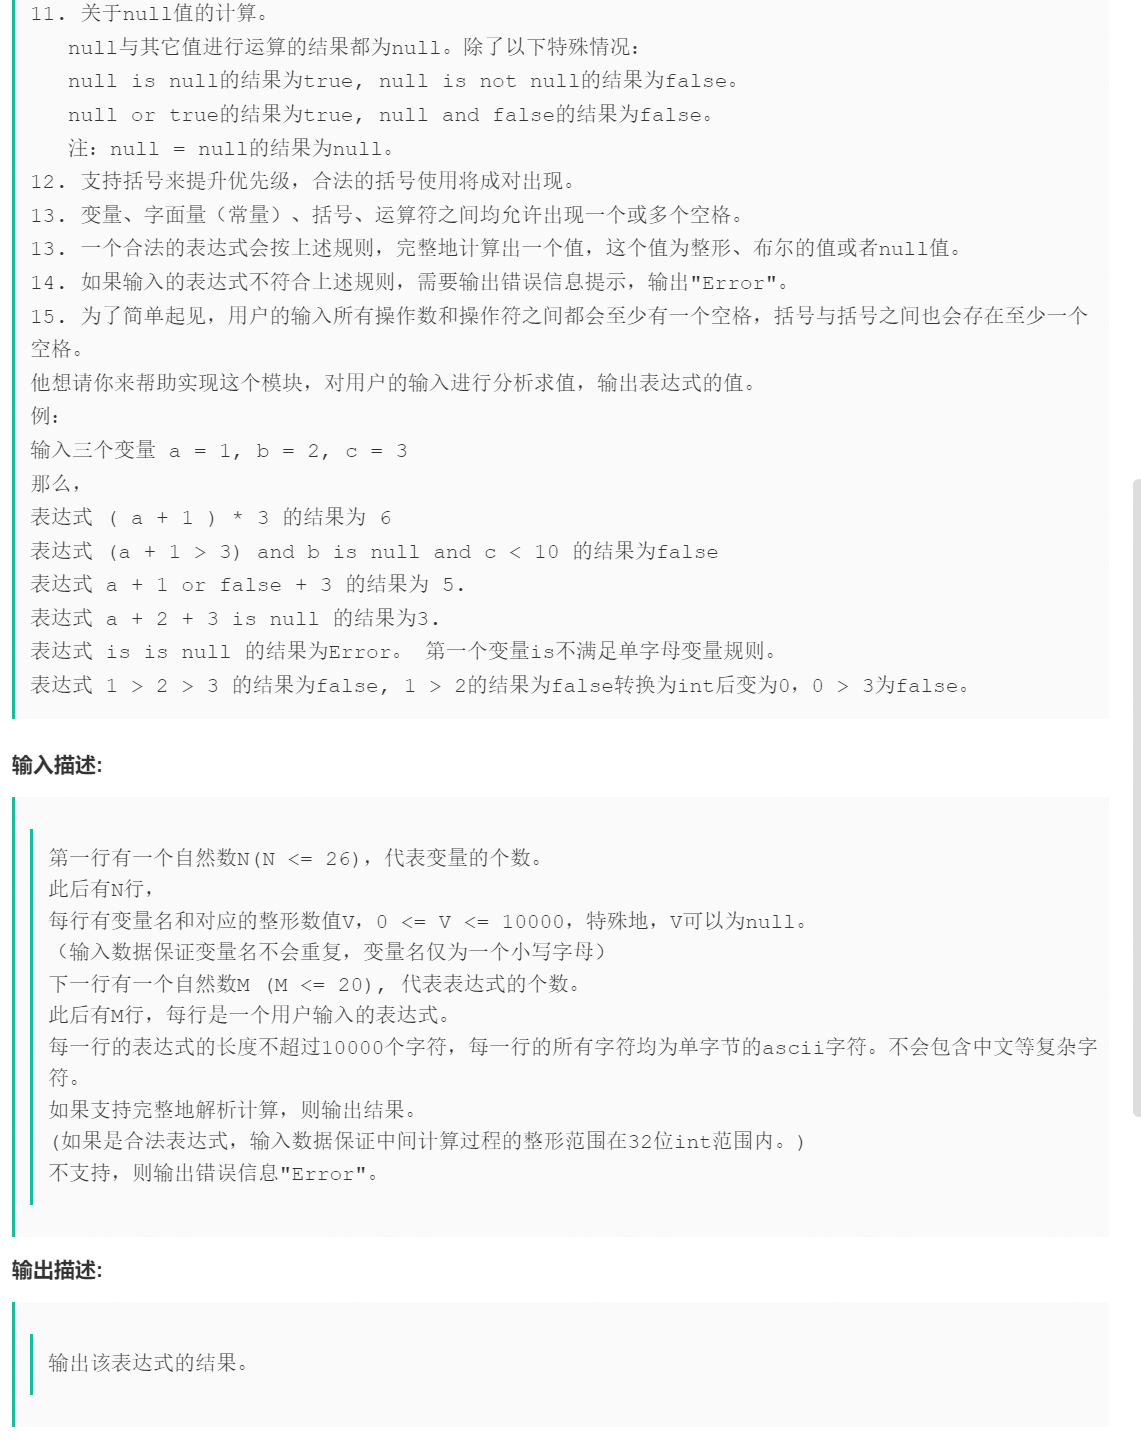 11. 关于null值的计算。
null与其它值进行运算的结果都为null。除了以下特殊情况：
null is null的结果为true, null is not null的结果为false。
null or true的结果为true, null and false的结果为false。
注：null = null的结果为null。
12. 支持括号来提升优先级，合法的括号使用将成对出现。
13. 变量、字面量（常量）、括号、运算符之间均允许出现一个或多个空格。
13. 一个合法的表达式会按上述规则，完整地计算出一个值，这个值为整形、布尔的值或者null值。
14. 如果输入的表达式不符合上述规则，需要输出错误信息提示，输出"Error"。
15. 为了简单起见，用户的输入所有操作数和操作符之间都会至少有一个空格，括号与括号之间也会存在至少一个
空格。
他想请你来帮助实现这个模块，对用户的输入进行分析求值，输出表达式的值。
例：
输入三个变量 a = 1, b = 2, c = 3
那么，
表达式 ( a + 1 ) * 3 的结果为 6
表达式 (a + 1 > 3) and b is null and c < 10 的结果为false
表达式 a + 1 or false + 3 的结果为 5.
表达式 a + 2 + 3 is null 的结果为3.
表达式 is is null 的结果为Error。 第一个变量is不满足单字母变量规则。
表达式 1 > 2 > 3 的结果为false, 1 > 2的结果为false转换为int后变为0，0 > 3为false。
输入描述:
第一行有一个自然数N(N <= 26)，代表变量的个数。
此后有N行，
每行有变量名和对应的整形数值V，0 <= V <= 10000，特殊地，V可以为null。
（输入数据保证变量名不会重复，变量名仅为一个小写字母）
下一行有一个自然数M (M <= 20), 代表表达式的个数。
此后有M行，每行是一个用户输入的表达式。
每一行的表达式的长度不超过10000个字符，每一行的所有字符均为单字节的ascii字符。不会包含中文等复杂字
符。
如果支持完整地解析计算，则输出结果。
(如果是合法表达式，输入数据保证中间计算过程的整形范围在32位int范围内。)
不支持，则输出错误信息"Error"。
输出描述:
输出该表达式的结果。